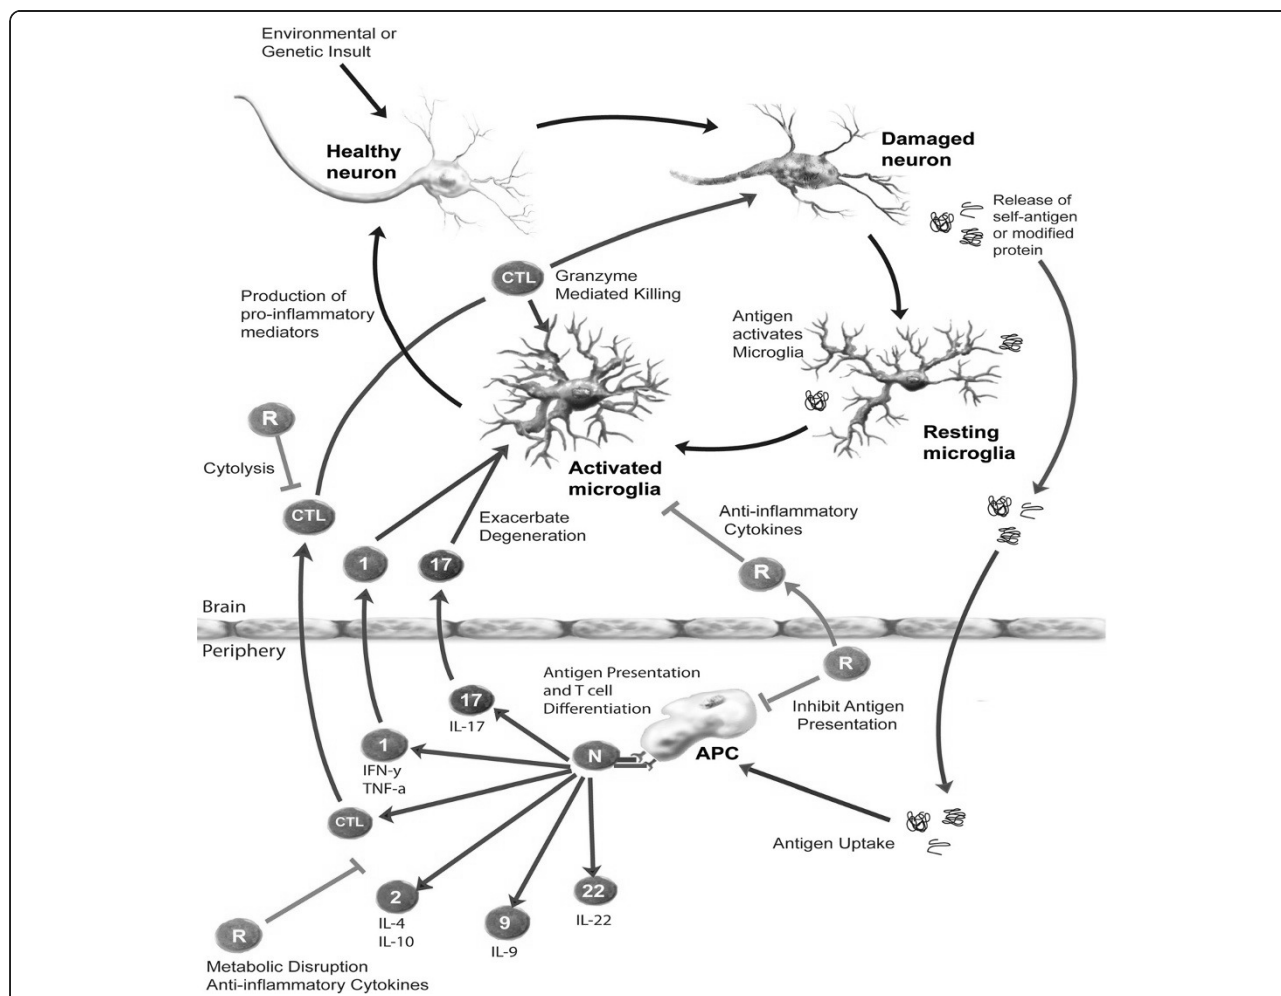 Environmental or
Genetic Insult
Healthy
neuron
Damaged
neuron
Release of
self-antigen
or modified
protein
CTL
Granzyme
Mediated Killing
Production of
pro-inflammatory
mediators
Antigen
activates
Microglia
R
Cytolysis
CTL
Activated
microglia
Resting
microglia
Exacerbate
Degeneration
Anti-inflammatory
Cytokines
1
17
R
Brain
Periphery
R
Antigen Presentation
and T cell
Differentiation
Inhibit Antigen
Presentation
17
IL-17
1
IFN-y
TNF-a
N
APC
CTL
Antigen Uptake
2
IL-4
IL-10
9
IL-9
22
IL-22
R
Metabolic Disruption
Anti-inflammatory Cytokines